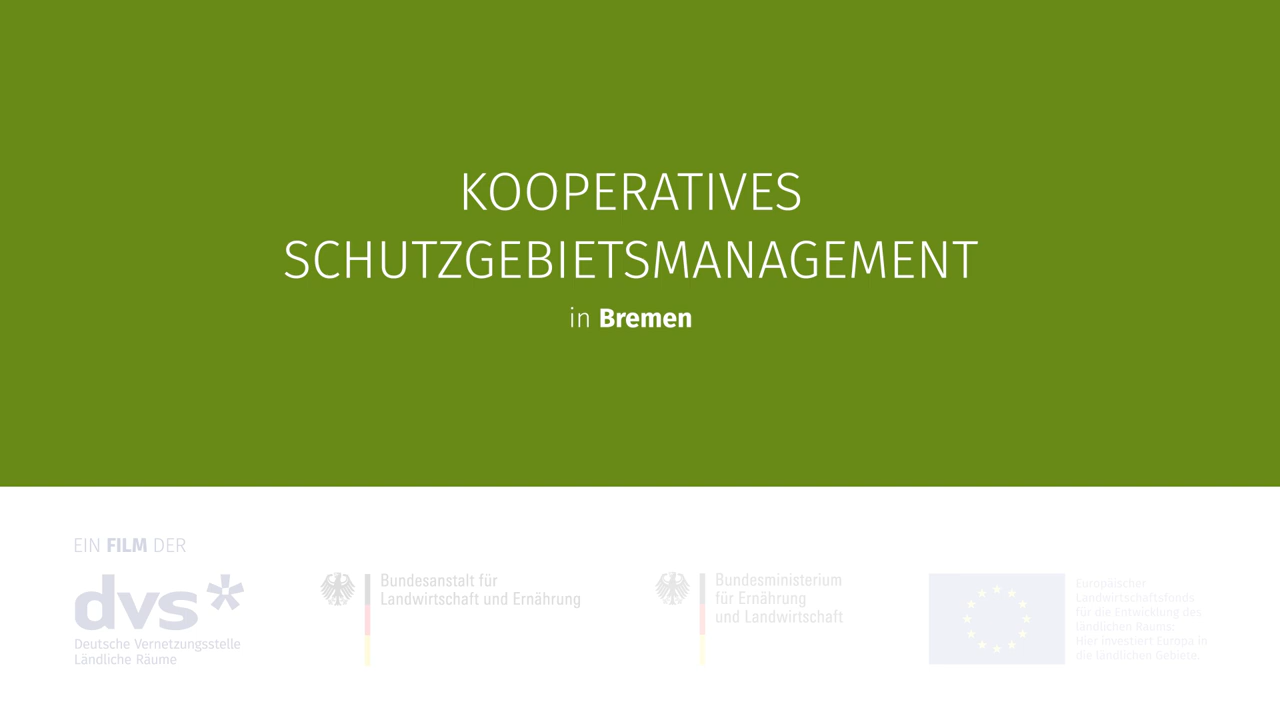 KOOPERATIVES
SCHUTZGEBIETSMANAGEMENT
in Bremen
EIN FILM DER
dvs*
Deutsche Vernetzungsstelle
Ländliche Räume
Bundesanstalt für
Landwirtschaft und Ernährung
Bundesministerium
für Ernährung
und Landwirtschaft
Europäischer
Landwirtschaftsfonds
für die Entwicklung des
ländlichen Raums:
Hier investiert Europa in
die ländlichen Gebiete.